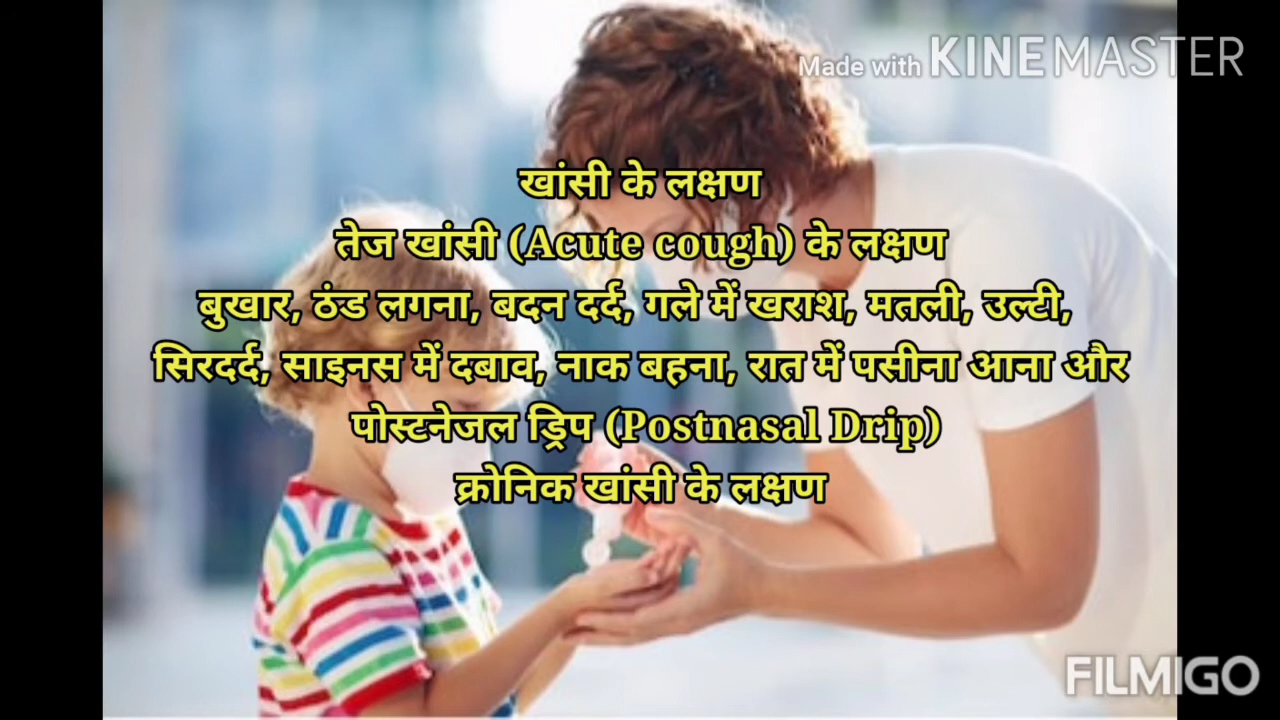 Made with KINEMASTER
खांसी के लक्षण
तेज खांसी (Acute cough) के लक्षण
बुखार, ठंड लगना, बदन दर्द, गले में खराश, मतली, उल्टी,
सिरदर्द, साइनस में दबाव, नाक बहना, रात में पसीना आना और
पोस्टनेजल ड्रिप (Postnasal Drip)
क्रोनिक खांसी के लक्षण
FILMIGO